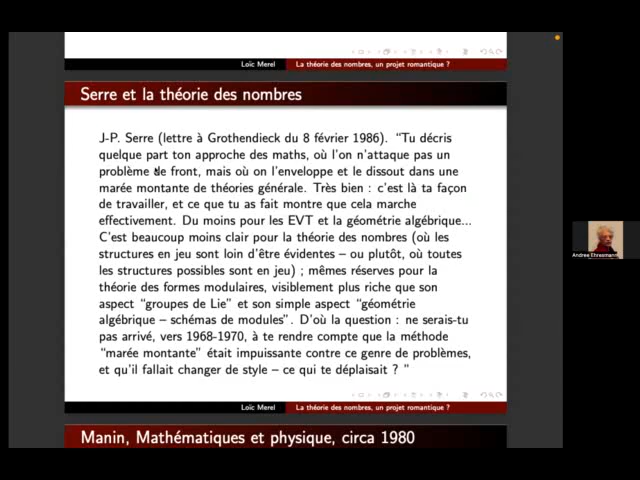 Loïc Merel La théorie des nombres, un projet romantique ?
Serre et la théorie des nombres
J-P. Serre (lettre à Grothendieck du 8 février 1986). “Tu décris
quelque part ton approche des maths, où l'on n'attaque pas un
problème de front, mais où on l'enveloppe et le dissout dans une
marée montante de théories générale. Très bien : c'est là ta façon
de travailler, et ce que tu as fait montre que cela marche
effectivement. Du moins pour les EVT et la géométrie algébrique...
C'est beaucoup moins clair pour la théorie des nombres (où les
structures en jeu sont loin d'être évidentes – ou plutôt, où toutes
les structures possibles sont en jeu) ; mêmes réserves pour la
théorie des formes modulaires, visiblement plus riche que son
aspect “groupes de Lie” et son simple aspect “géométrie
algébrique – schémas de modules”. D'où la question : ne serais-tu
pas arrivé, vers 1968-1970, à te rendre compte que la méthode
“marée montante” était impuissante contre ce genre de problèmes,
et qu'il fallait changer de style – ce qui te déplaisait ? ”
Loïc Merel La théorie des nombres, un projet romantique ?
Manin, Mathématiques et physique, circa 1980
Andree Ehresmann